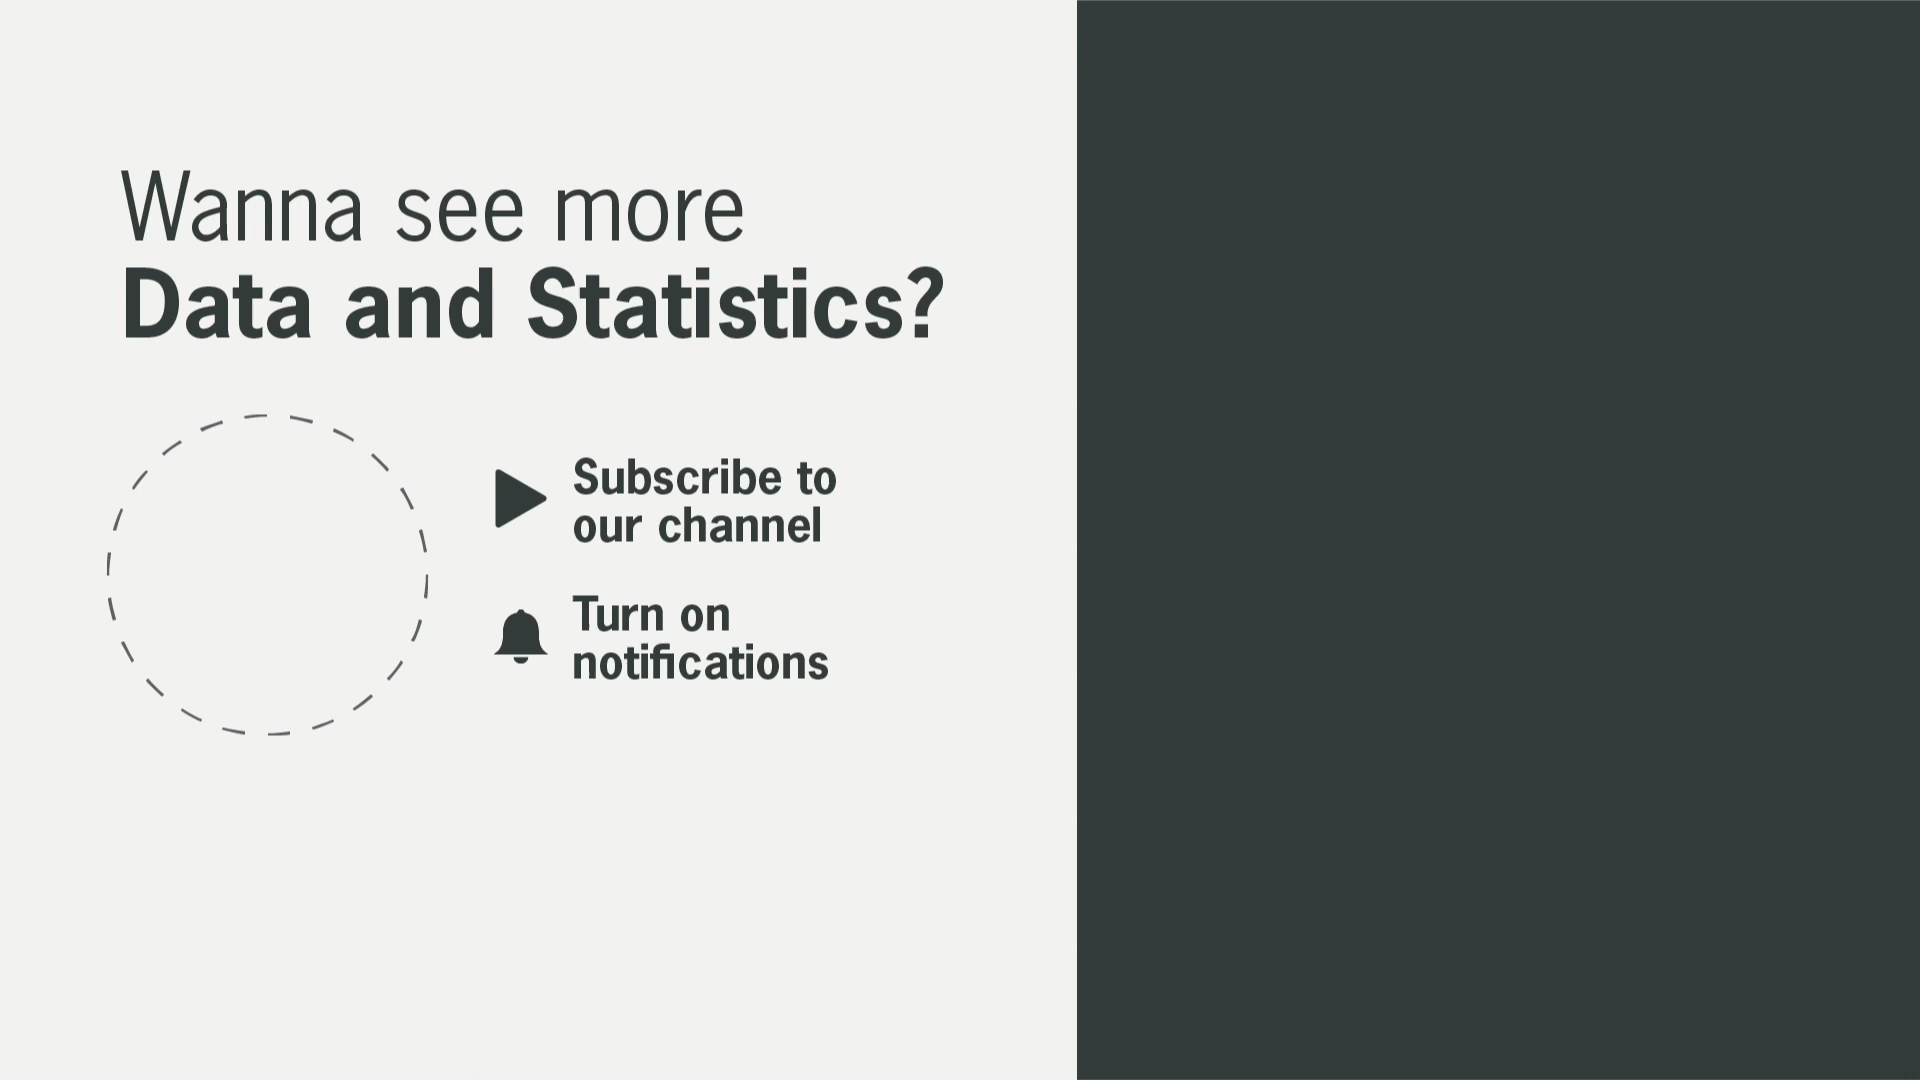 Wanna see more
Data and Statistics?
Subscribe to
our channel
Turn on
notifications